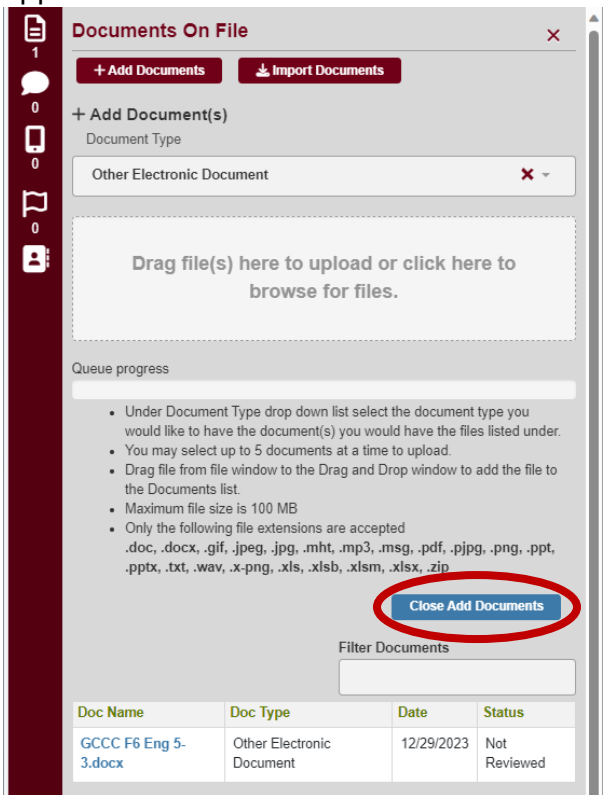 Documents On File
×
1
+ Add Documents
Import Documents
0
+ Add Document(s)
Document Type
0
Other Electronic Document
0
Drag file(s) here to upload or click here to
browse for files.
Queue progress
• Under Document Type drop down list select the document type you
would like to have the document(s) you would have the files listed under.
• You may select up to 5 documents at a time to upload.
• Drag file from file window to the Drag and Drop window to add the file to
the Documents list.
• Maximum file size is 100 MB
• Only the following file extensions are accepted
.doc, .docx, .gif, .jpeg, .jpg, .mht, .mp3, .msg, .pdf, .pjpg, .png, .ppt,
.pptx, .txt, .wav, .x-png, .xls, .xlsb, .xlsm, .xlsx, .zip
Close Add Documents
Filter Documents
Doc Name Doc Type Date Status
GCCC F6 Eng 5- Other Electronic 12/29/2023 Not
3.docx Document Reviewed